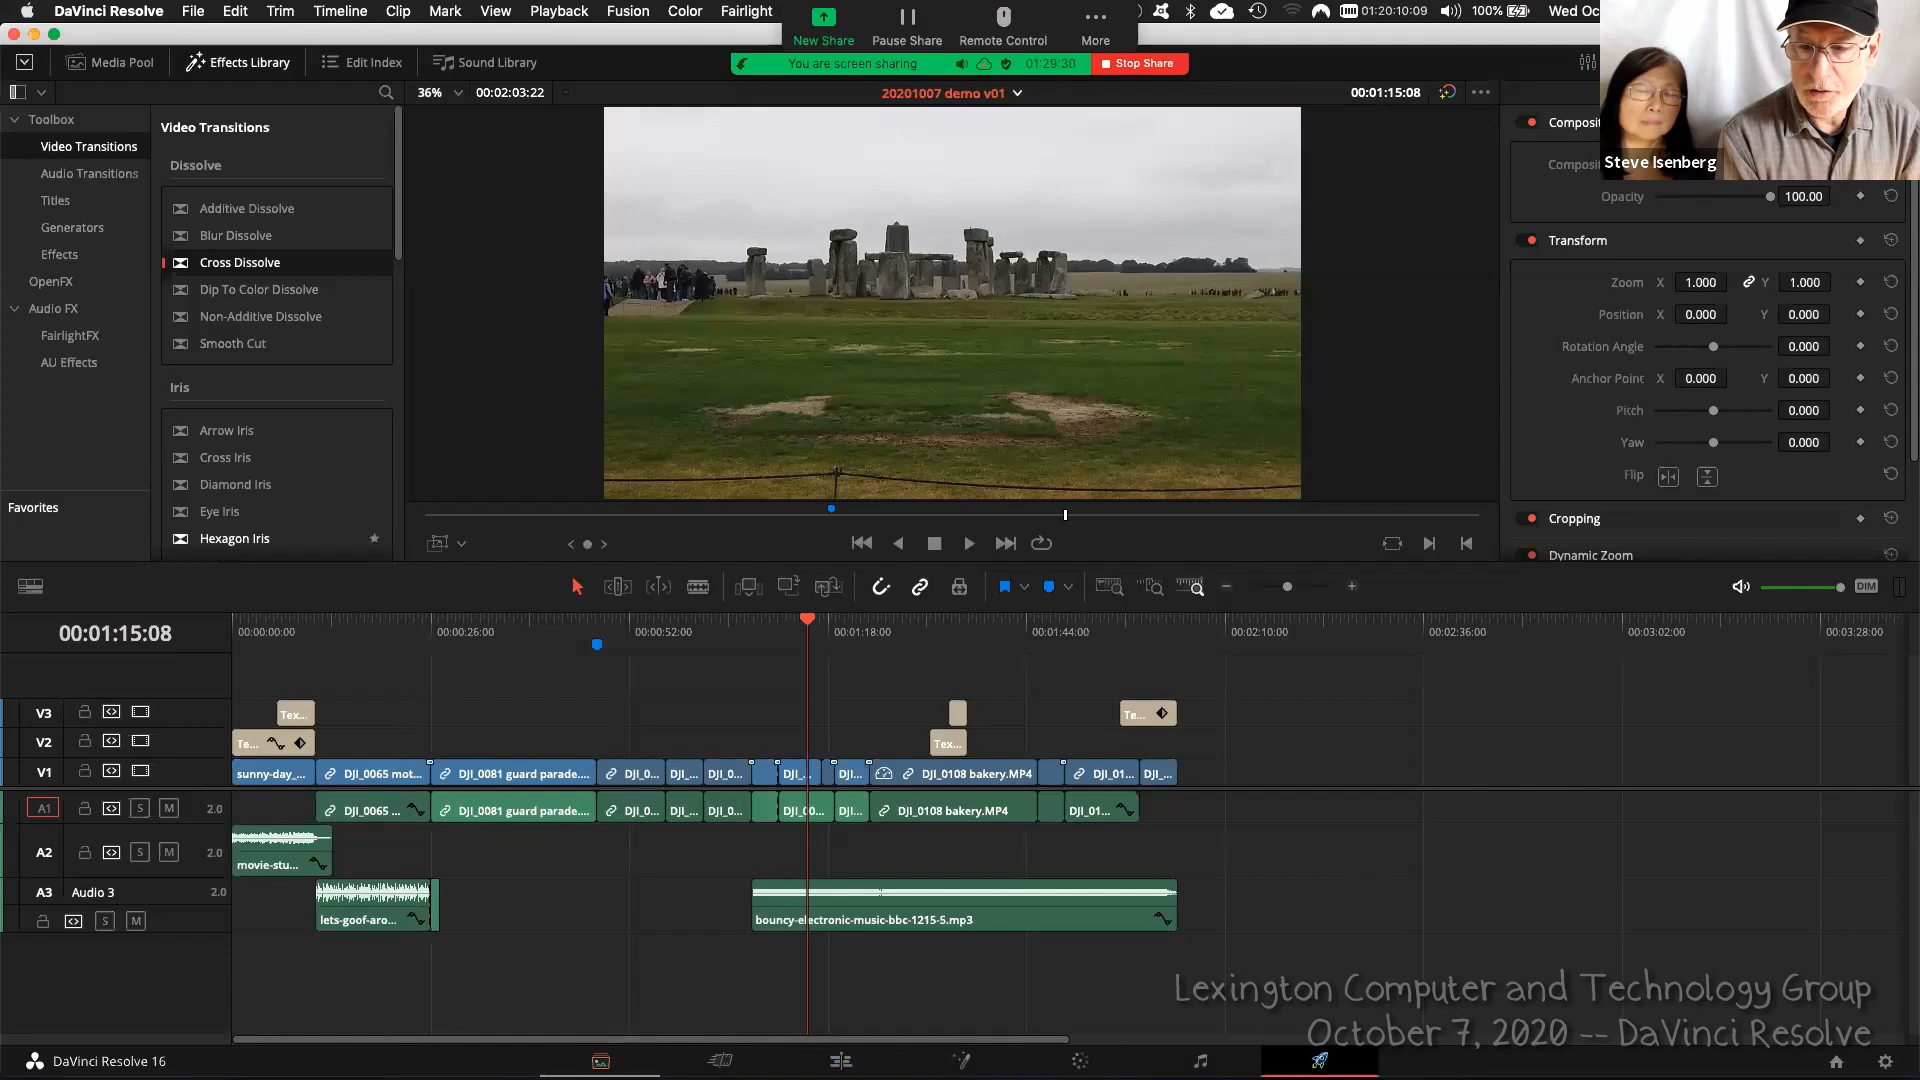 DaVinci Resolve File Edit Trim Timeline Clip Mark View Playback Fusion Color Fairlight 01:20:10:09 100% Wed Oc
New Share Pause Share Remote Control More
Media Pool Effects Library Edit Index Sound Library
You are screen sharing 01:29:30 Stop Share
36% 00:02:03:22 20201007 demo v01 00:01:15:08
Toolbox
Video Transitions
Audio Transitions
Titles
Generators
Effects
OpenFX
Audio FX
FairlightFX
AU Effects
Favorites
Video Transitions
Dissolve
Additive Dissolve
Blur Dissolve
Cross Dissolve
Dip To Color Dissolve
Non-Additive Dissolve
Smooth Cut
Iris
Arrow Iris
Cross Iris
Diamond Iris
Eye Iris
Hexagon Iris
Steve Isenberg
Composit
Composit
Opacity 100.00
Transform
Zoom X 1.000 Y 1.000
Position X 0.000 Y 0.000
Rotation Angle 0.000
Anchor Point X 0.000 Y 0.000
Pitch 0.000
Yaw 0.000
Flip
Cropping
Dynamic Zoom
DIM
00:01:15:08
00:00:00:00 00:00:26:00 00:00:52:00 00:01:18:00 00:01:44:00 00:02:10:00 00:02:36:00 00:03:02:00 00:03:28:00
V3 Tex... Te...
V2 Te... Tex...
V1 sunny-day_... DJI_0065 mot... DJI_0081 guard parade.... DJI_0... DJI_... DJI_0... DJI_... DJI... DJI_0108 bakery.MP4 DJI_01... DJI_...
A1 S M 2.0 DJI_0065 ... DJI_0081 guard parade.... DJI_0... DJI_... DJI_0... DJI_00... DJI... DJI_0108 bakery.MP4 DJI_01...
A2 S M 2.0 movie-stu...
A3 Audio 3 2.0
S M lets-goof-aro... bouncy-electronic-music-bbc-1215-5.mp3
Lexington Computer and Technology Group
October 7, 2020 -- DaVinci Resolve
DaVinci Resolve 16